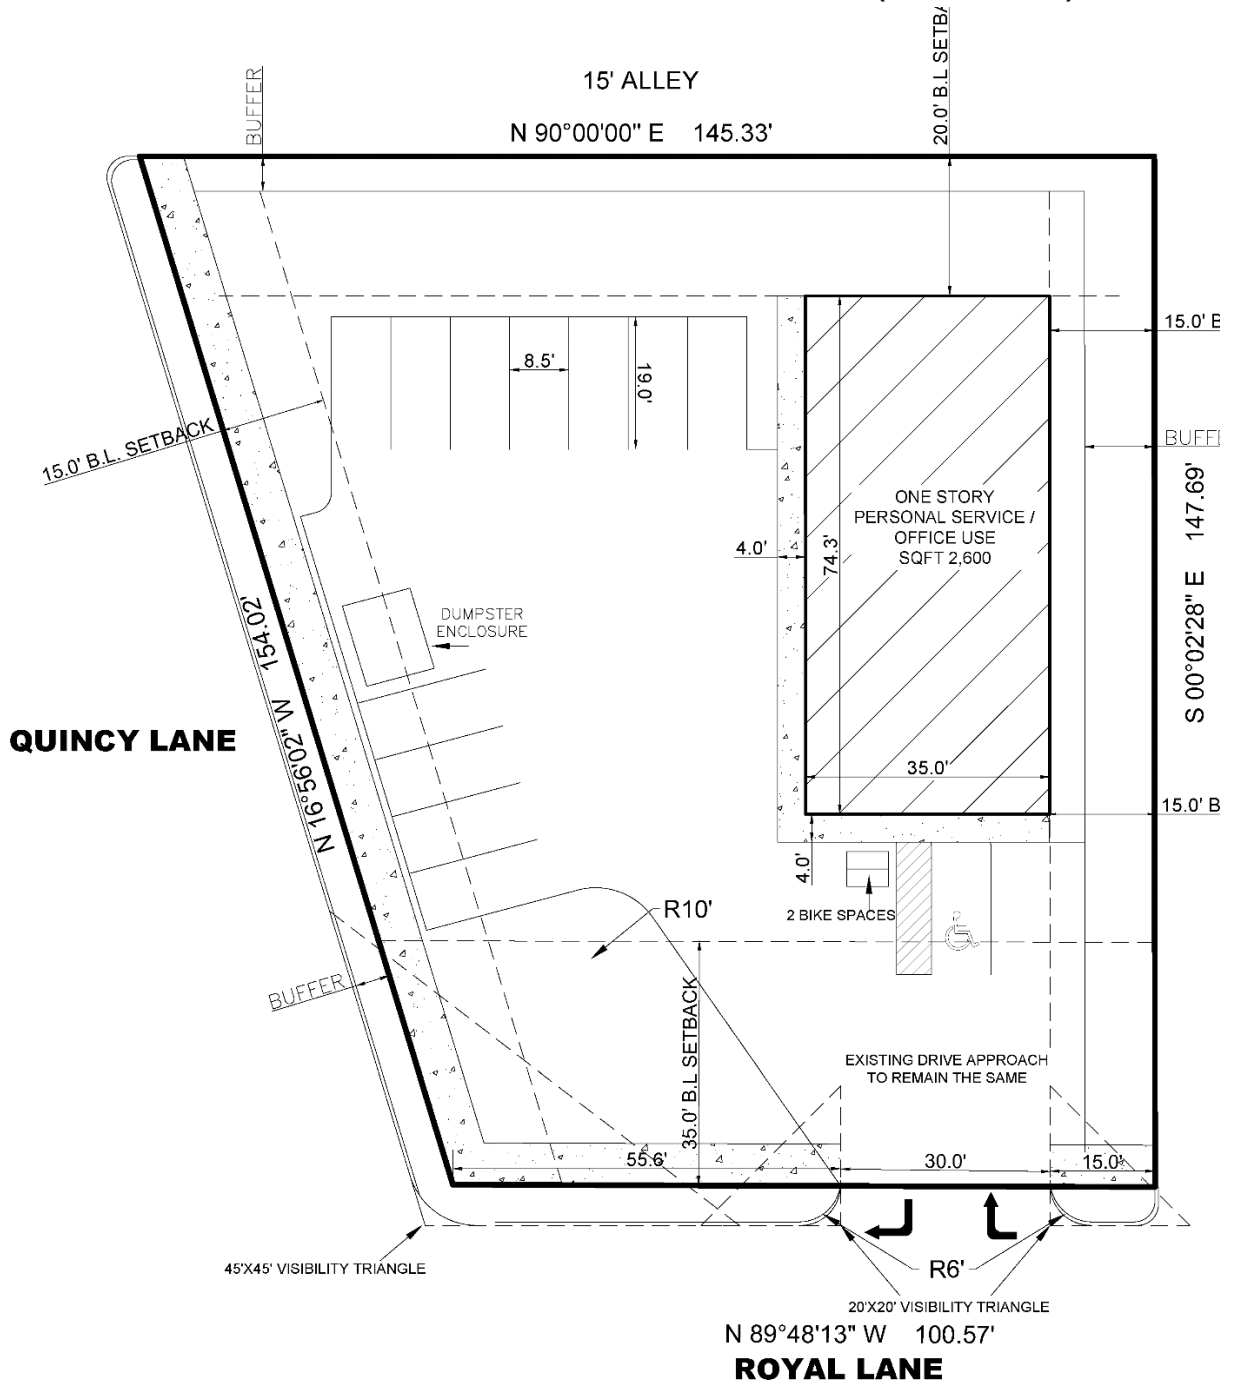 15' ALLEY
N 90°00'00" E 145.33'
BUFFER
20.0' B.L SETBA
15.0' B
8.5'
19.0'
15.0' B.L. SETBACK
BUFFE
S 00°02'28" E 147.69'
ONE STORY
PERSONAL SERVICE /
OFFICE USE
SQFT 2,600
4.0'
74.3'
DUMPSTER
ENCLOSURE
N 16°56'02" W 154.02'
QUINCY LANE
35.0'
15.0' B
4.0'
2 BIKE SPACES
R10'
BUFFER
35.0' B.L SETBACK
EXISTING DRIVE APPROACH
TO REMAIN THE SAME
55.6'
30.0'
15.0'
45'X45' VISIBILITY TRIANGLE
R6'
20'X20' VISIBILITY TRIANGLE
N 89°48'13" W 100.57'
ROYAL LANE